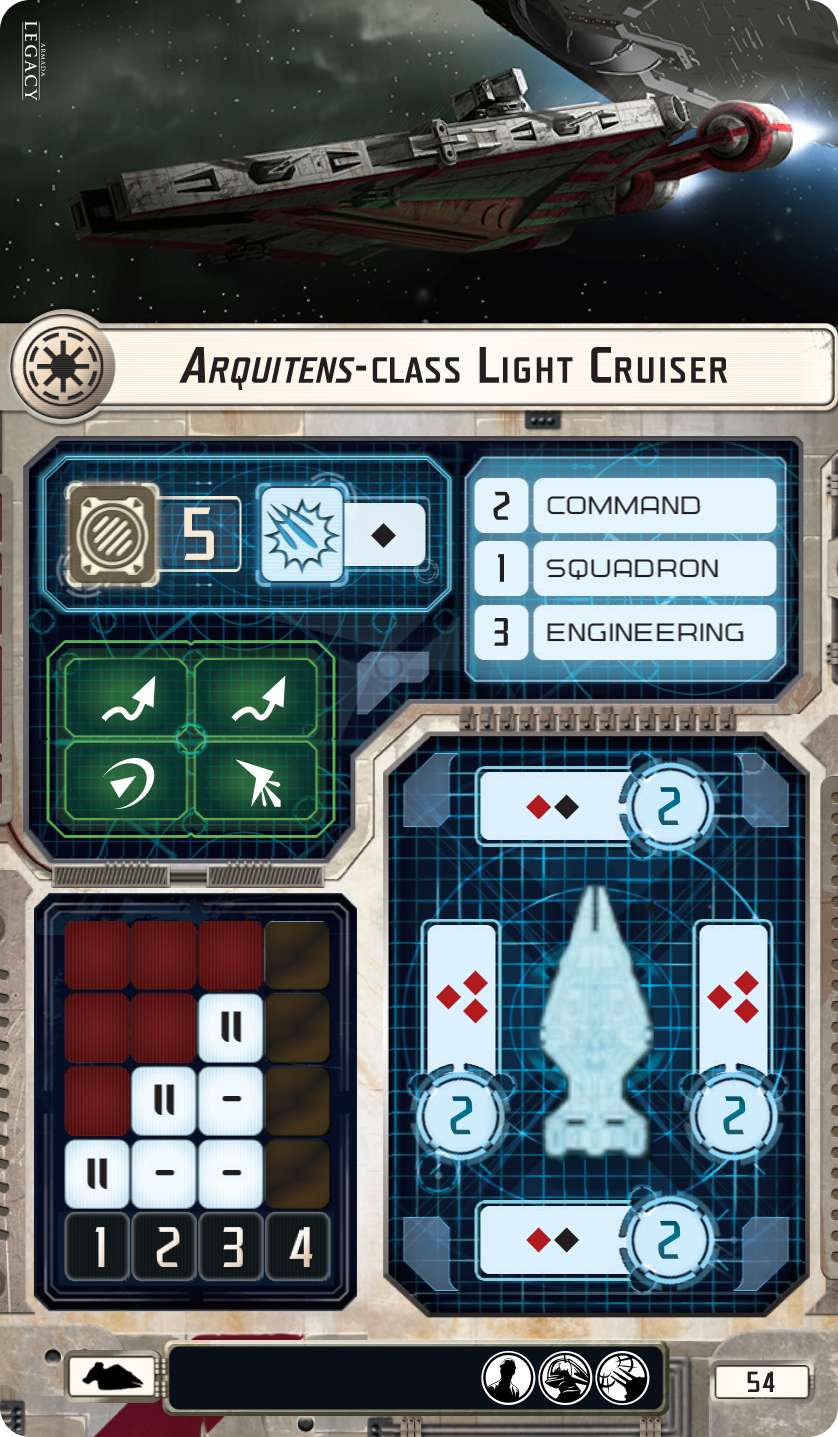 ARMADA
LEGACY
ARQUITENS-CLASS LIGHT CRUISER
5
2 COMMAND
1 SQUADRON
3 ENGINEERING
2
2
2
2
II
II -
II - -
1 2 3 4
54